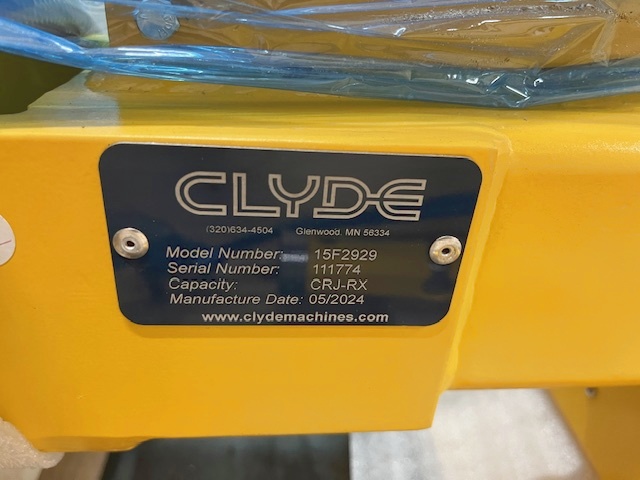 CLYDE
(320)634-4504 Glenwood, MN 56334
Model Number: 15F2929
Serial Number: 111774
Capacity: CRJ-RX
Manufacture Date: 05/2024
www.clydemachines.com